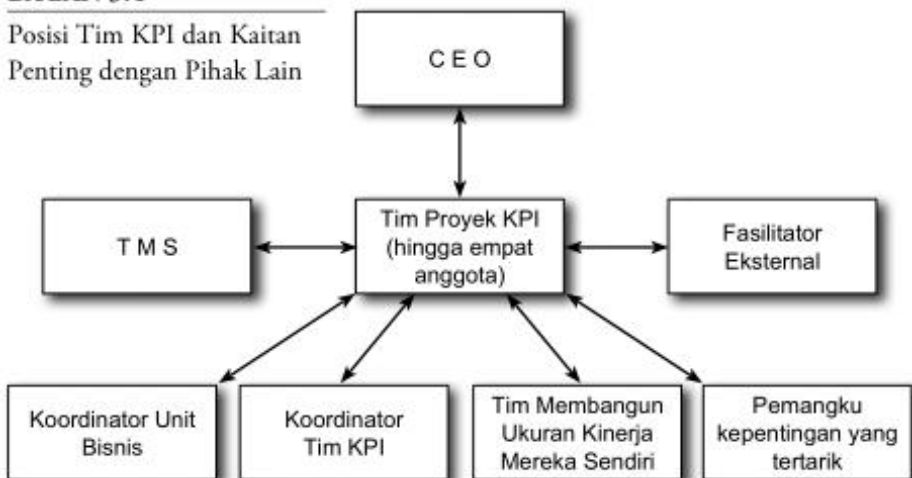 Posisi Tim KPI dan Kaitan
Penting dengan Pihak Lain
C E O
T M S
Tim Proyek KPI
(hingga empat
anggota)
Fasilitator
Eksternal
Koordinator Unit
Bisnis
Koordinator
Tim KPI
Tim Membangun
Ukuran Kinerja
Mereka Sendiri
Pemangku
kepentingan yang
tertarik